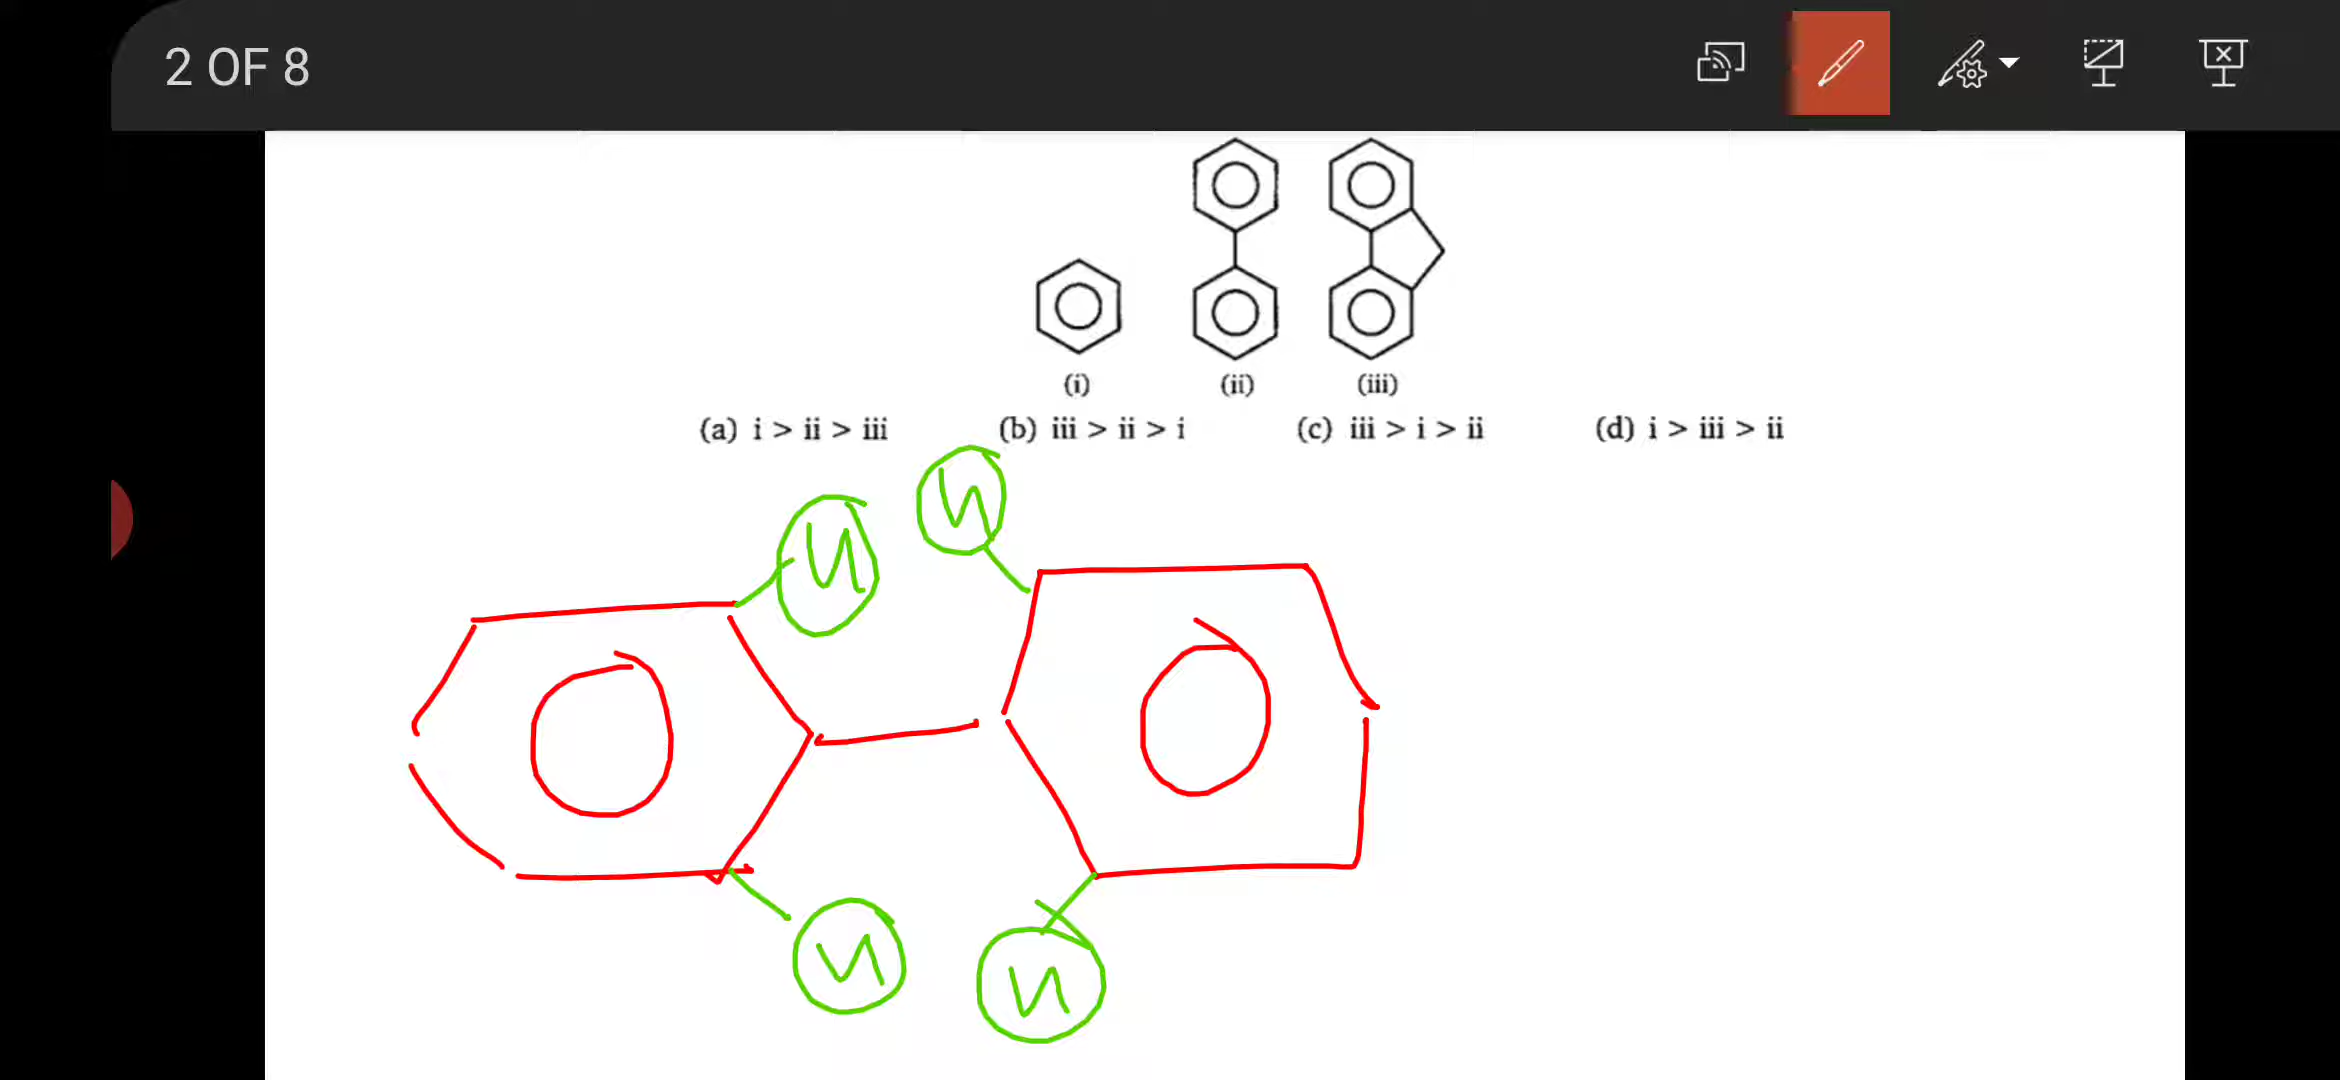 2 OF 8
(i) (ii) (iii)
(a) i > ii > iii (b) iii > ii > i (c) iii > i > ii (d) i > iii > ii